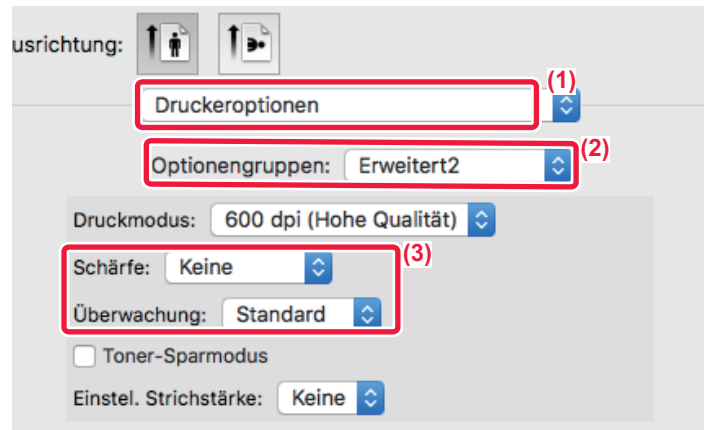 usrichtung:
(1)
Druckeroptionen
(2)
Optionengruppen: Erweitert2
Druckmodus: 600 dpi (Hohe Qualität)
(3)
Schärfe: Keine
Überwachung: Standard
Toner-Sparmodus
Einstel. Strichstärke: Keine